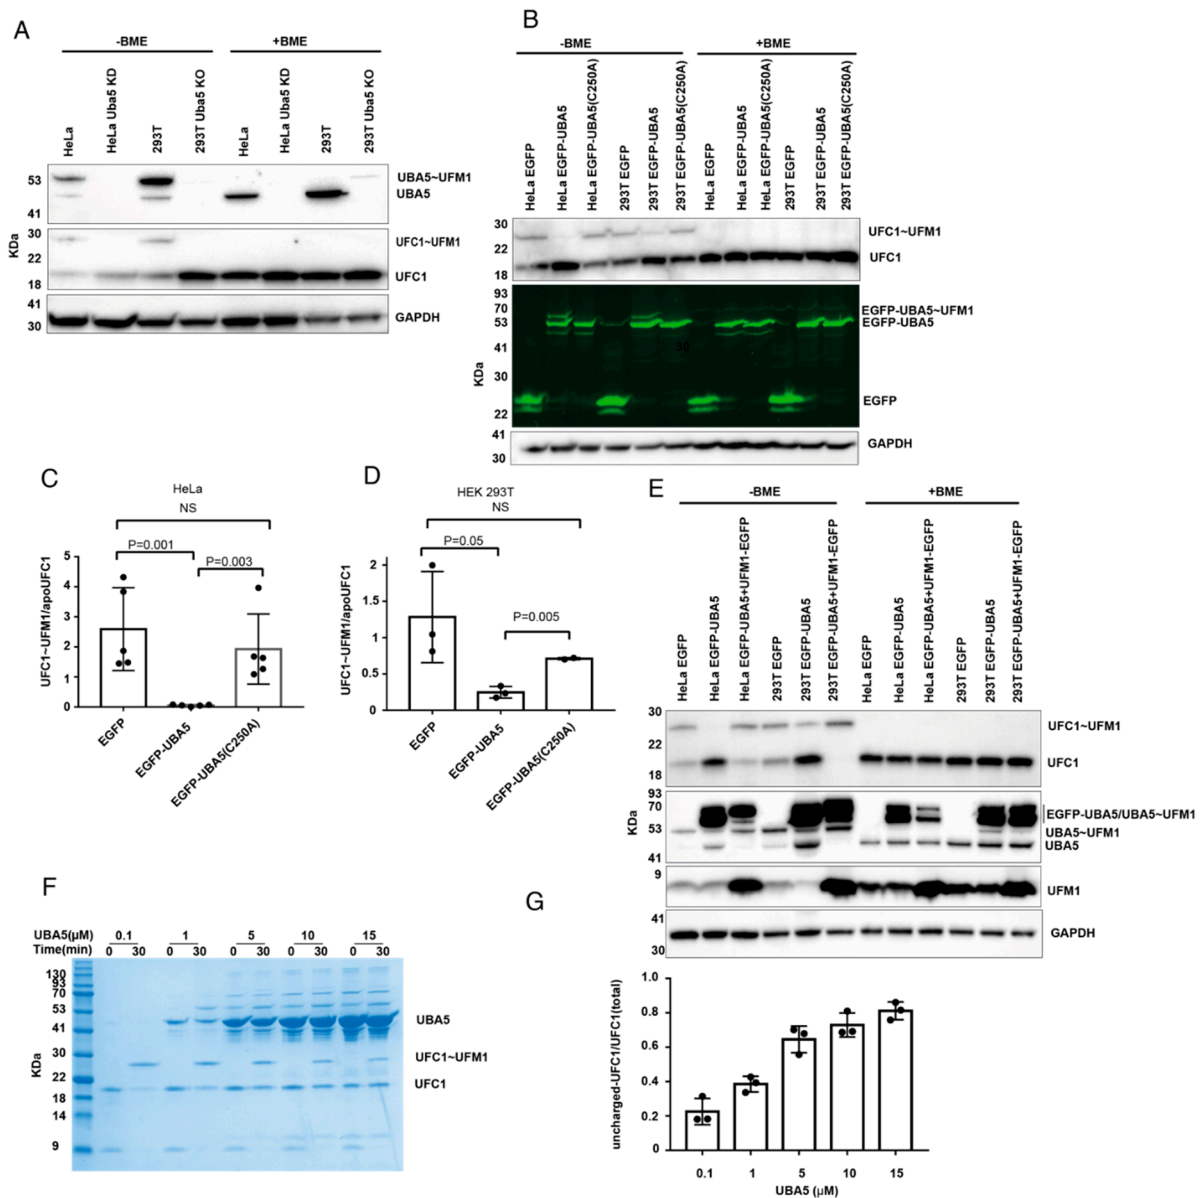 A
-BME
+BME
HeLa
HeLa Uba5 KD
293T
293T Uba5 KO
HeLa
HeLa Uba5 KD
293T
293T Uba5 KO
53
41
30
22
18
41
30
KDa
UBA5~UFM1
UBA5
UFC1~UFM1
UFC1
GAPDH
B
-BME
+BME
HeLa EGFP
HeLa EGFP-UBA5
HeLa EGFP-UBA5(C250A)
293T EGFP
293T EGFP-UBA5
293T EGFP-UBA5(C250A)
HeLa EGFP
HeLa EGFP-UBA5
HeLa EGFP-UBA5(C250A)
293T EGFP
293T EGFP-UBA5
293T EGFP-UBA5(C250A)
30
22
18
93
70
53
41
30
22
41
30
KDa
30
UFC1~UFM1
UFC1
EGFP-UBA5~UFM1
EGFP-UBA5
EGFP
GAPDH
C
HeLa
NS
P=0.001
P=0.003
UFC1~UFM1/apoUFC1
5
4
3
2
1
0
EGFP
EGFP-UBA5
EGFP-UBA5(C250A)
D
HEK 293T
NS
P=0.05
P=0.005
UFC1~UFM1/apoUFC1
2
1.5
1
0.5
0
EGFP
EGFP-UBA5
EGFP-UBA5(C250A)
E
-BME
+BME
HeLa EGFP
HeLa EGFP-UBA5
HeLa EGFP-UBA5+UFM1-EGFP
293T EGFP
293T EGFP-UBA5
293T EGFP-UBA5+UFM1-EGFP
HeLa EGFP
HeLa EGFP-UBA5
HeLa EGFP-UBA5+UFM1-EGFP
293T EGFP
293T EGFP-UBA5
293T EGFP-UBA5+UFM1-EGFP
30
22
18
93
70
53
41
9
41
30
KDa
UFC1~UFM1
UFC1
EGFP-UBA5/UBA5~UFM1
UBA5~UFM1
UBA5
UFM1
GAPDH
F
UBA5(µM) 0.1 1 5 10 15
Time(min) 0 30 0 30 0 30 0 30 0 30
130
93
70
53
41
30
22
18
14
9
KDa
UBA5
UFC1~UFM1
UFC1
G
uncharged-UFC1/UFC1(total)
1.0
0.8
0.6
0.4
0.2
0
0.1 1 5 10 15
UBA5 (µM)